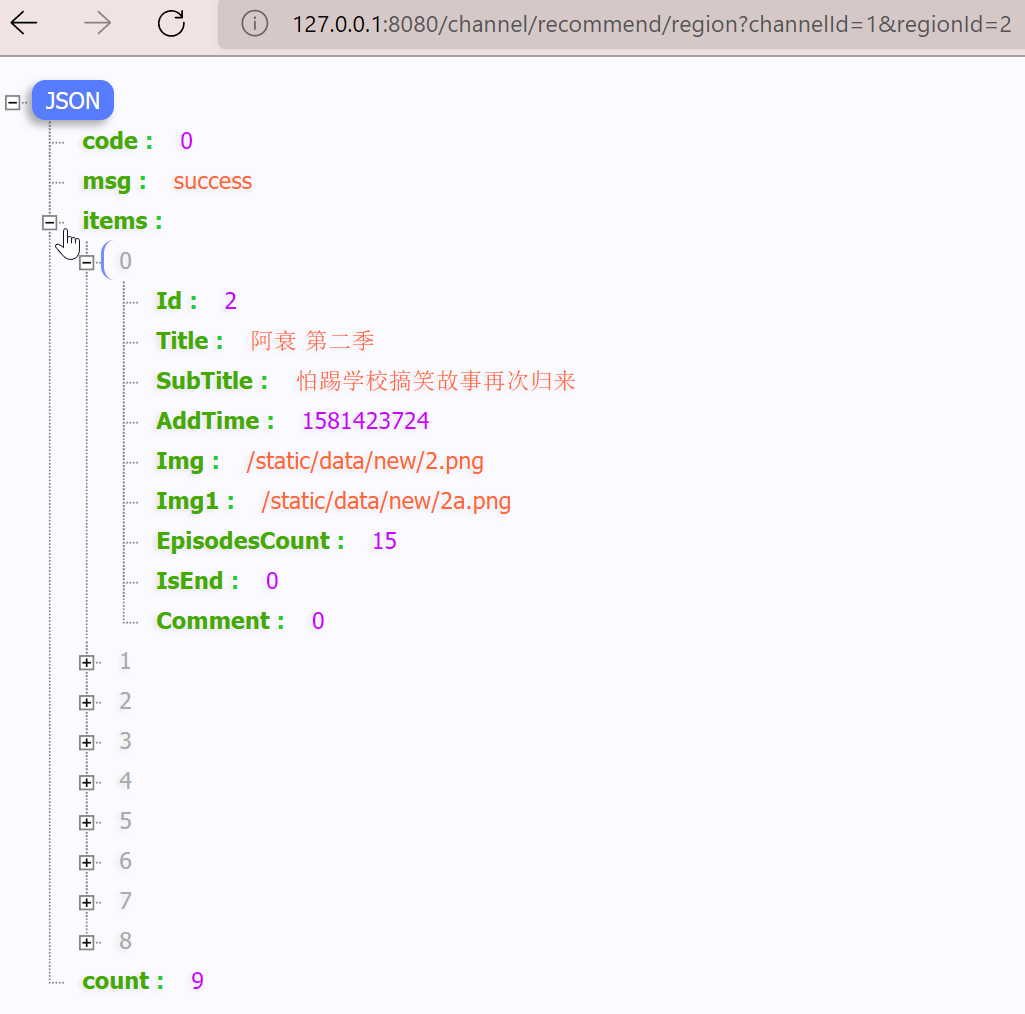 127.0.0.1:8080/channel/recommend/region?channelId=1&regionId=2
JSON
code : 0
msg : success
items :
0
Id : 2
Title : 阿衰 第二季
SubTitle : 怕踢学校搞笑故事再次归来
AddTime : 1581423724
Img : /static/data/new/2.png
Img1 : /static/data/new/2a.png
EpisodesCount : 15
IsEnd : 0
Comment : 0
1
2
3
4
5
6
7
8
count : 9